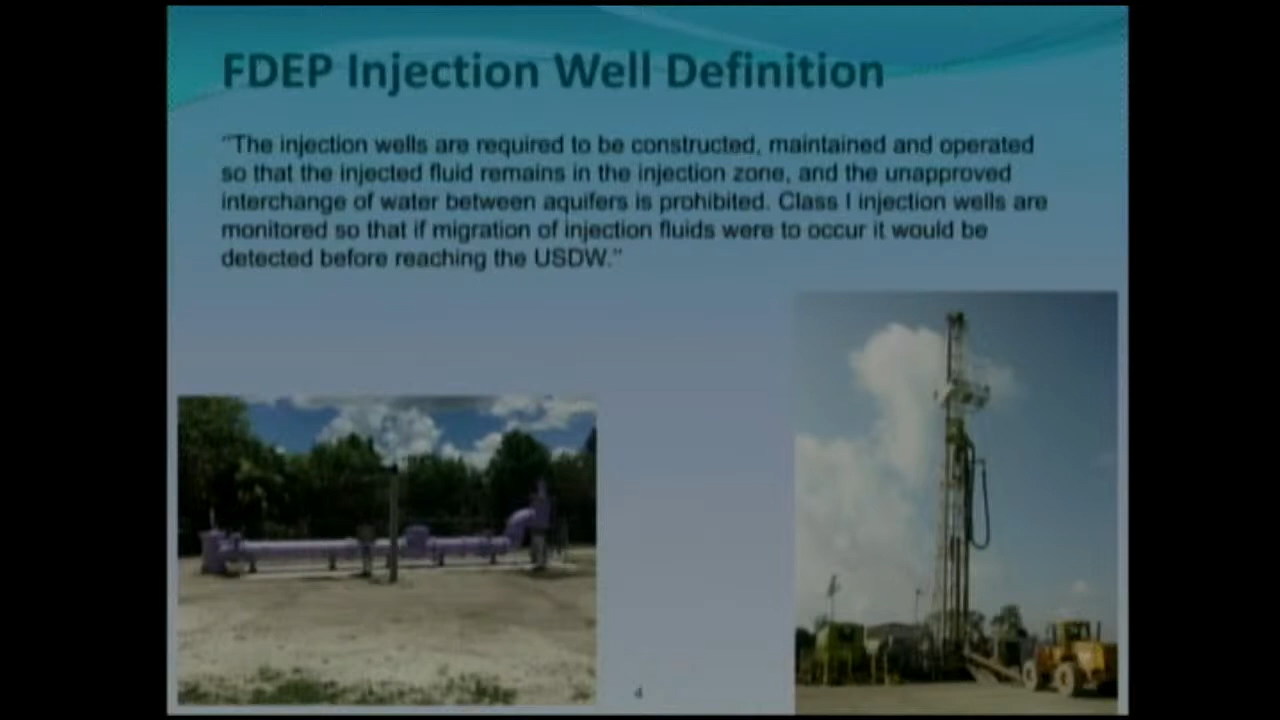 FDEP Injection Well Definition
"The injection wells are required to be constructed, maintained and operated
so that the injected fluid remains in the injection zone, and the unapproved
interchange of water between aquifers is prohibited. Class I injection wells are
monitored so that if migration of injection fluids were to occur it would be
detected before reaching the USDW."
4